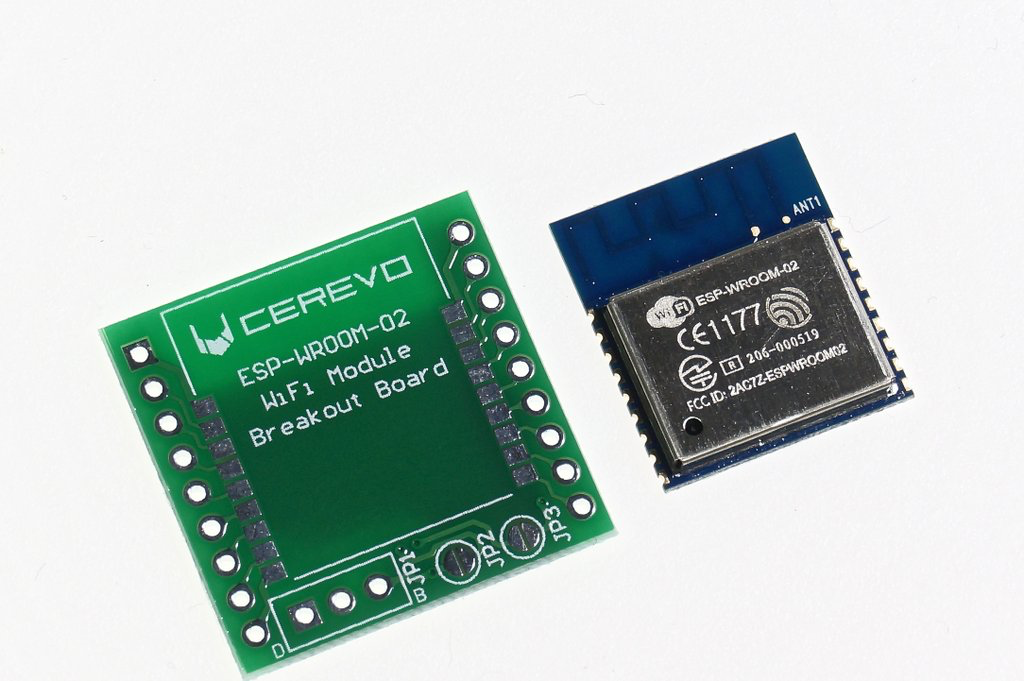 CEREVO
ESP-WROOM-02
WiFi Module
Breakout Board
JP1
JP2
JP3
D
B
ANT1
WiFi ESP-WROOM-02
CE1177
R 206-000519
FCC ID: 2AC7Z-ESPWROOM02